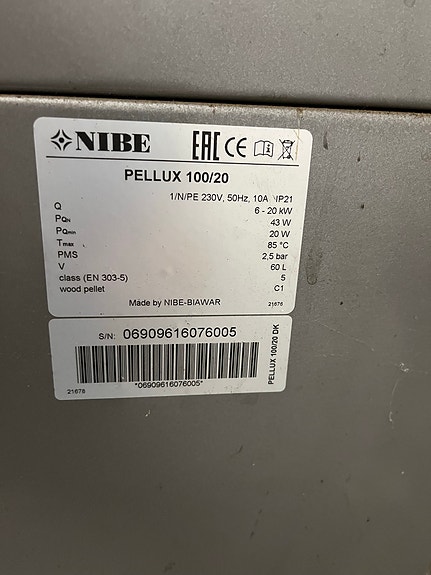 NIBE EAC CE
PELLUX 100/20
1/N/PE 230V, 50Hz, 10A, IP21
Q 6 - 20 kW
PQN 43 W
PQmin 20 W
Tmax 85 °C
PMS 2,5 bar
V 60 L
class (EN 303-5) 5
wood pellet C1
Made by NIBE-BIAWAR 21676
S/N: 06909616076005
*06909616076005*
21678
PELLUX 100/20 DK